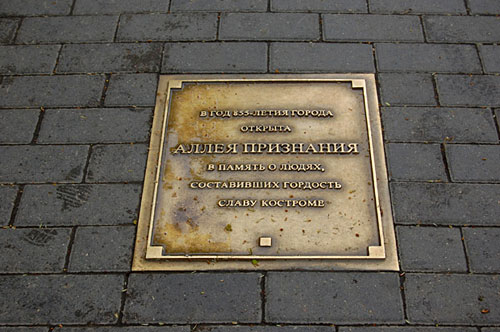 В ГОД 855-ЛЕТИЯ ГОРОДА
ОТКРЫТА
АЛЛЕЯ ПРИЗНАНИЯ
В ПАМЯТЬ О ЛЮДЯХ,
СОСТАВИВШИХ ГОРДОСТЬ
СЛАВУ КОСТРОМЕ